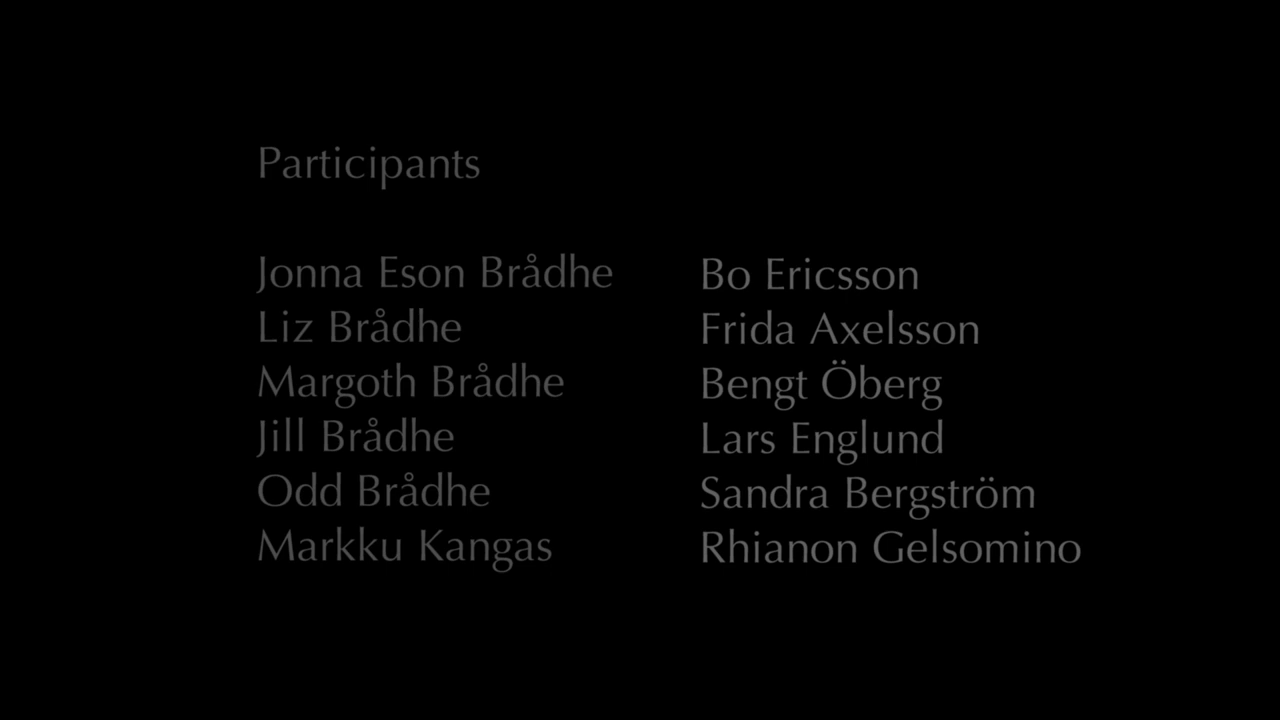 Participants
Jonna Eson Brådhe
Liz Brådhe
Margoth Brådhe
Jill Brådhe
Odd Brådhe
Markku Kangas
Bo Ericsson
Frida Axelsson
Bengt Öberg
Lars Englund
Sandra Bergström
Rhianon Gelsomino